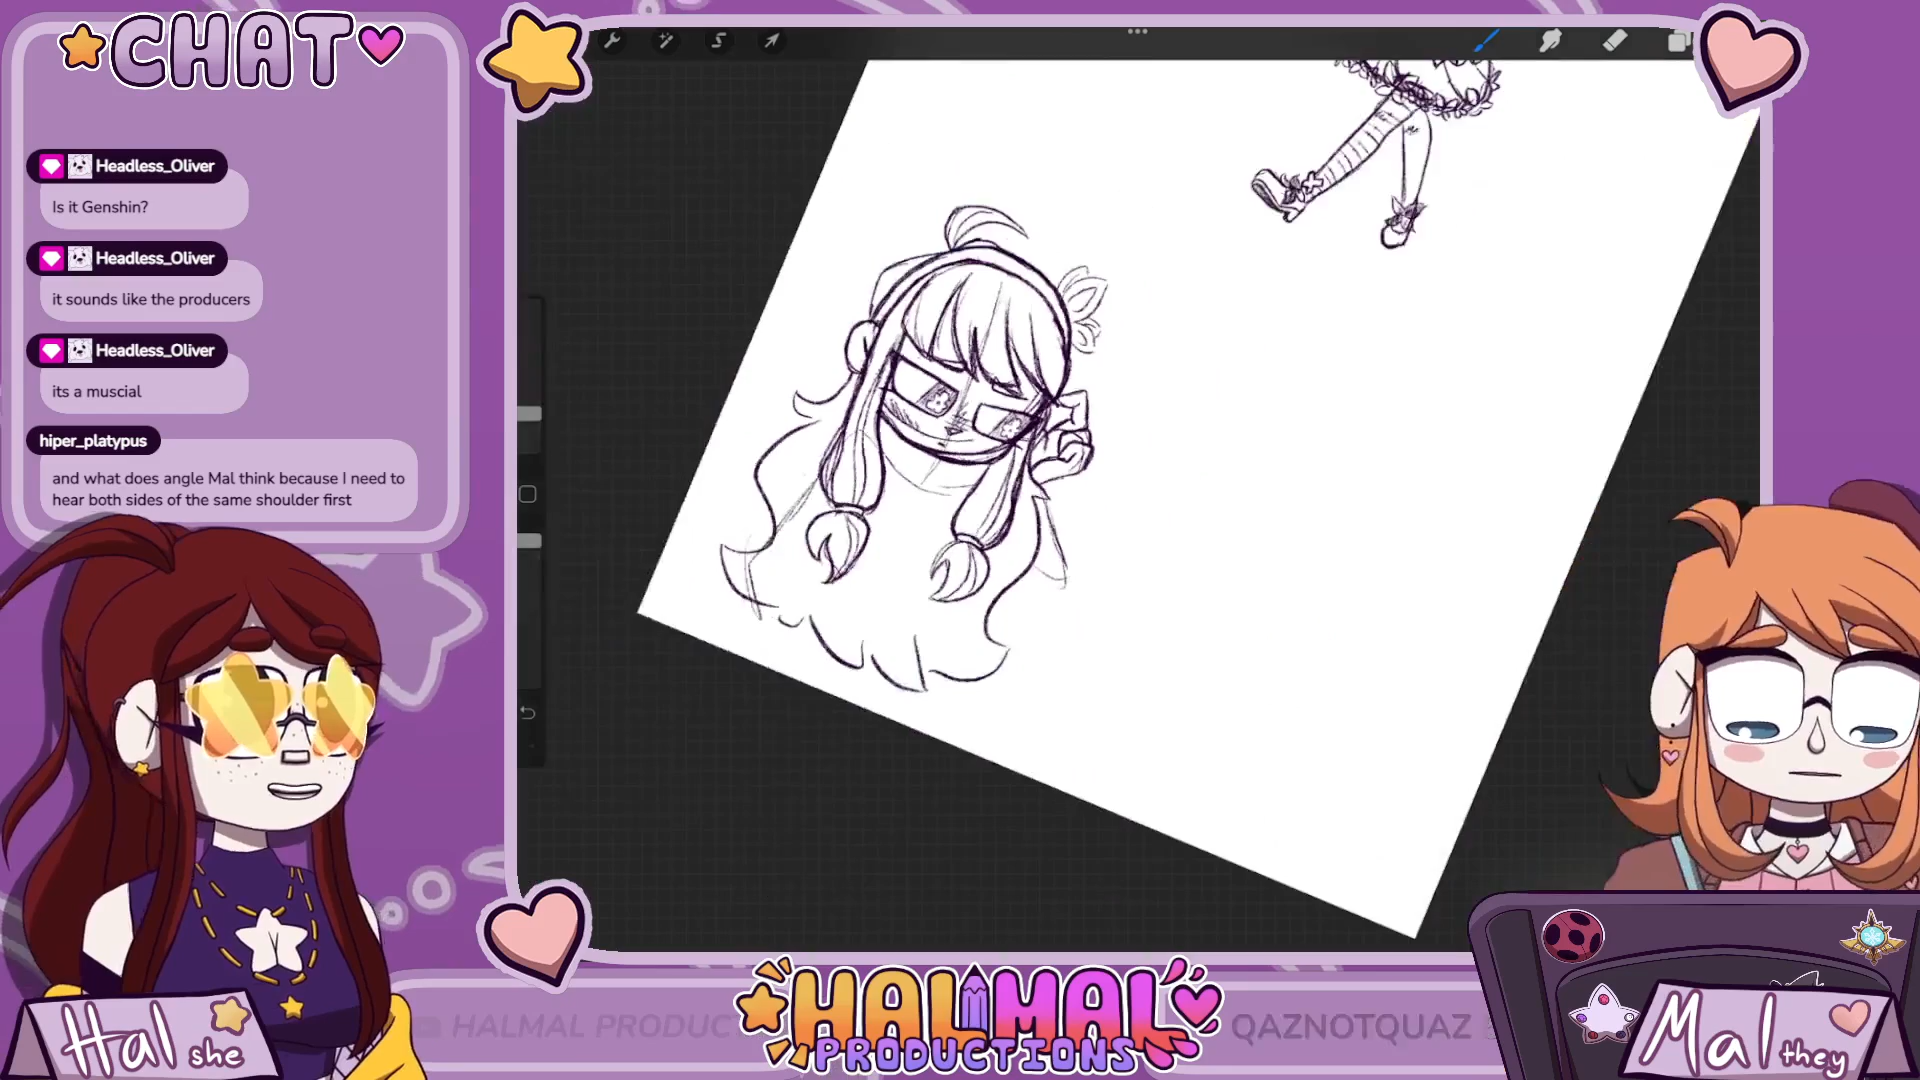 CHAT
Headless_Oliver
Is it Genshin?
Headless_Oliver
it sounds like the producers
Headless_Oliver
its a muscial
hiper_platypus
and what does angle Mal think because I need to
hear both sides of the same shoulder first
Hal she
HALMAL PRODUC
HAL MAL
PRODUCTIONS
QAZNOTQUAZ
Mal they